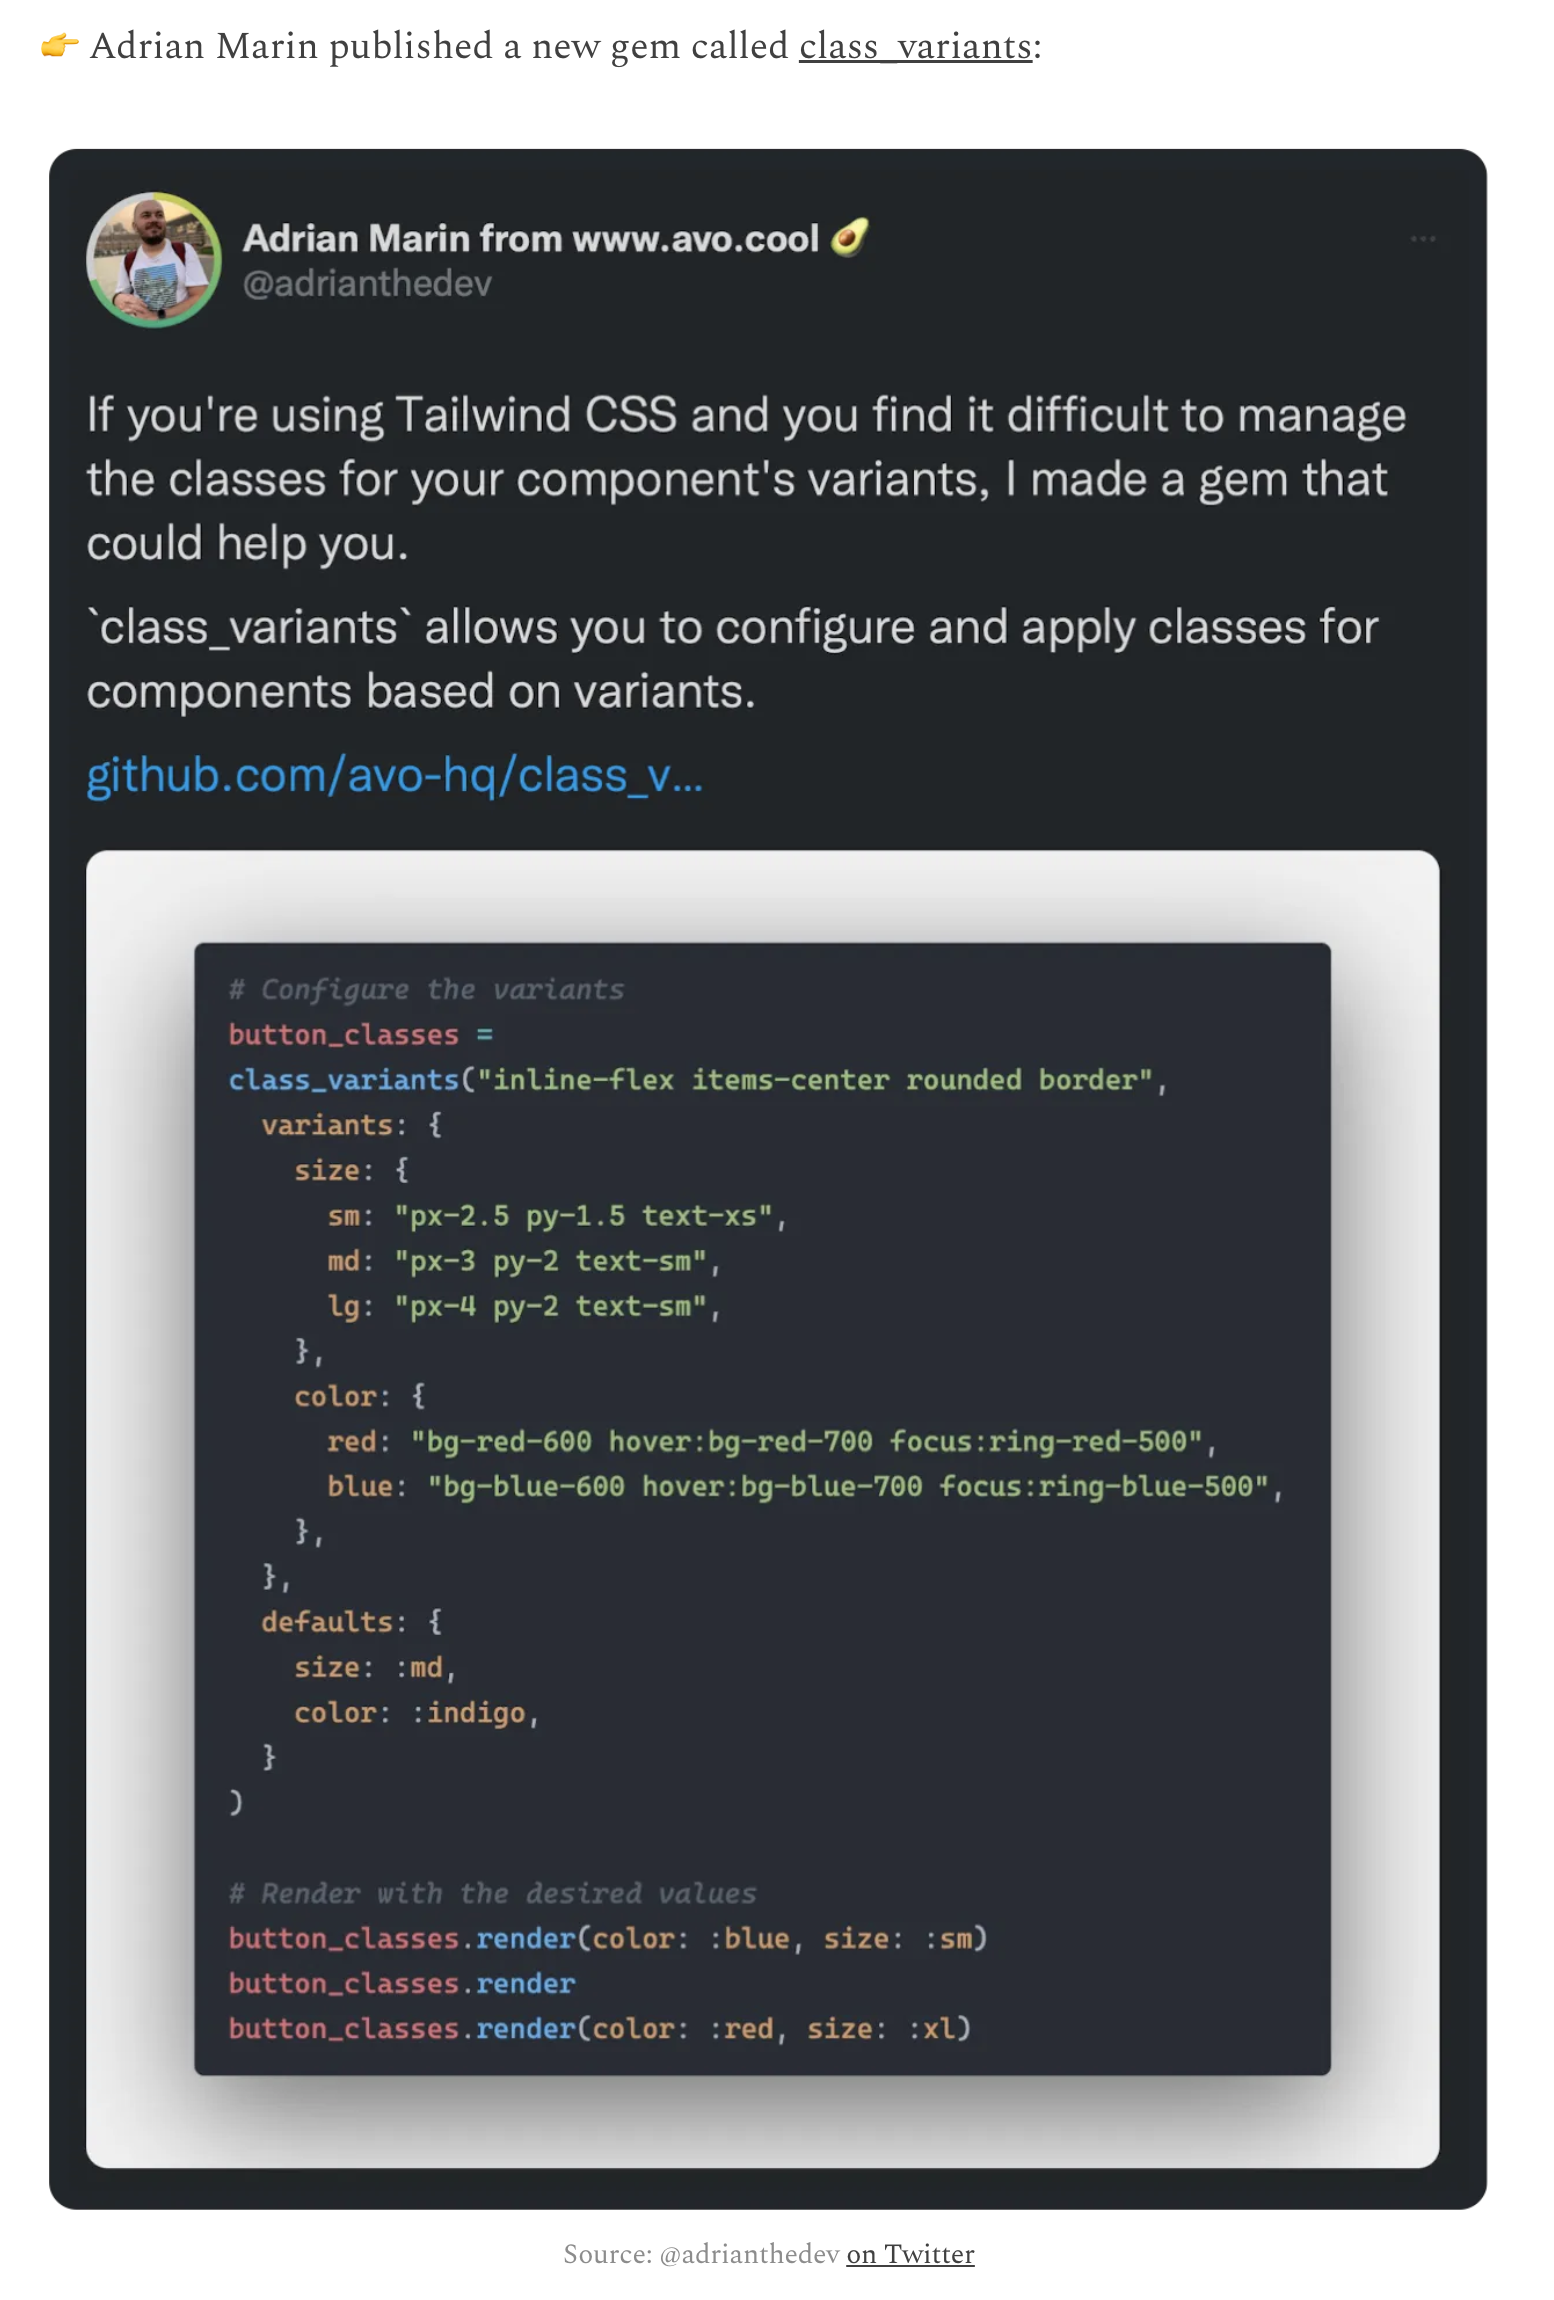 👉 Adrian Marin published a new gem called class_variants:
Adrian Marin from www.avo.cool 🥑
@adrianthedev
...
If you're using Tailwind CSS and you find it difficult to manage
the classes for your component's variants, I made a gem that
could help you.
`class_variants` allows you to configure and apply classes for
components based on variants.
github.com/avo-hq/class_v...
# Configure the variants
button_classes =
class_variants("inline-flex items-center rounded border",
  variants: {
    size: {
      sm: "px-2.5 py-1.5 text-xs",
      md: "px-3 py-2 text-sm",
      lg: "px-4 py-2 text-sm",
    },
    color: {
      red: "bg-red-600 hover:bg-red-700 focus:ring-red-500",
      blue: "bg-blue-600 hover:bg-blue-700 focus:ring-blue-500",
    },
  },
  defaults: {
    size: :md,
    color: :indigo,
  }
)
# Render with the desired values
button_classes.render(color: :blue, size: :sm)
button_classes.render
button_classes.render(color: :red, size: :xl)
Source: @adrianthedev on Twitter